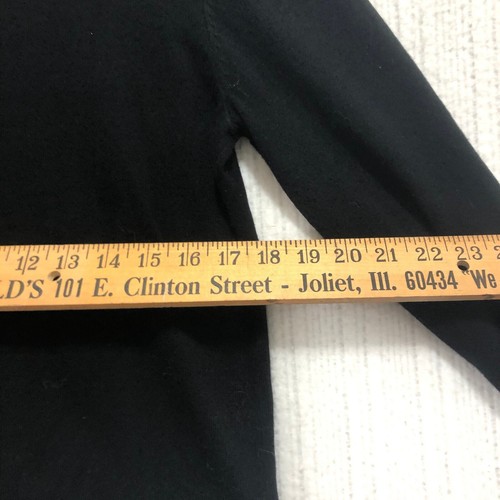 12 13 14 15 16 17 18 19 20 21 22 23
LD'S 101 E. Clinton Street - Joliet, Ill. 60434 We